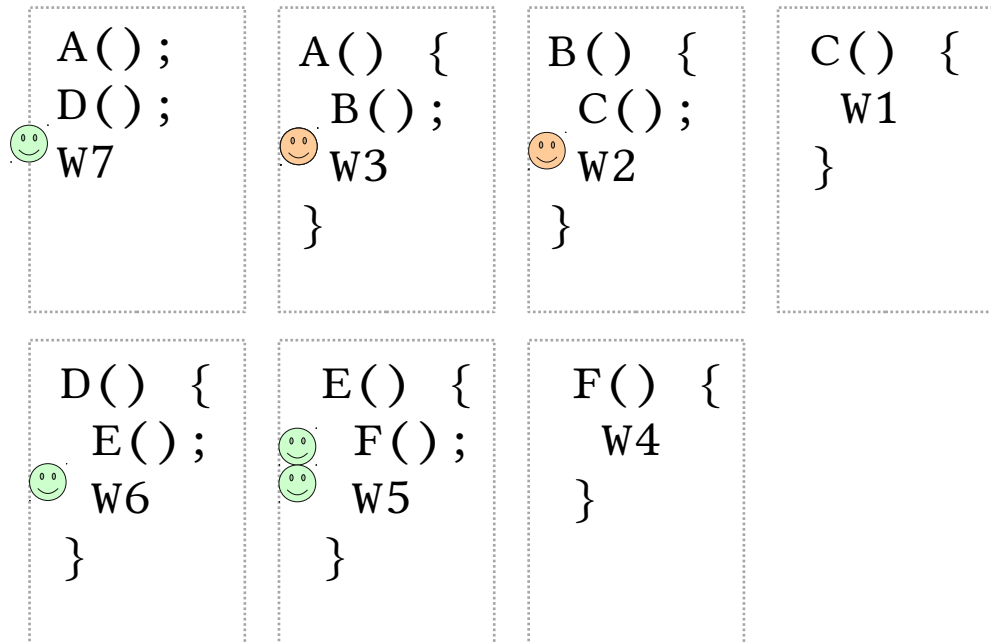 A();
D();
W7
A() {
B();
W3
}
B() {
C();
W2
}
C() {
W1
}
D() {
E();
W6
}
E() {
F();
W5
}
F() {
W4
}